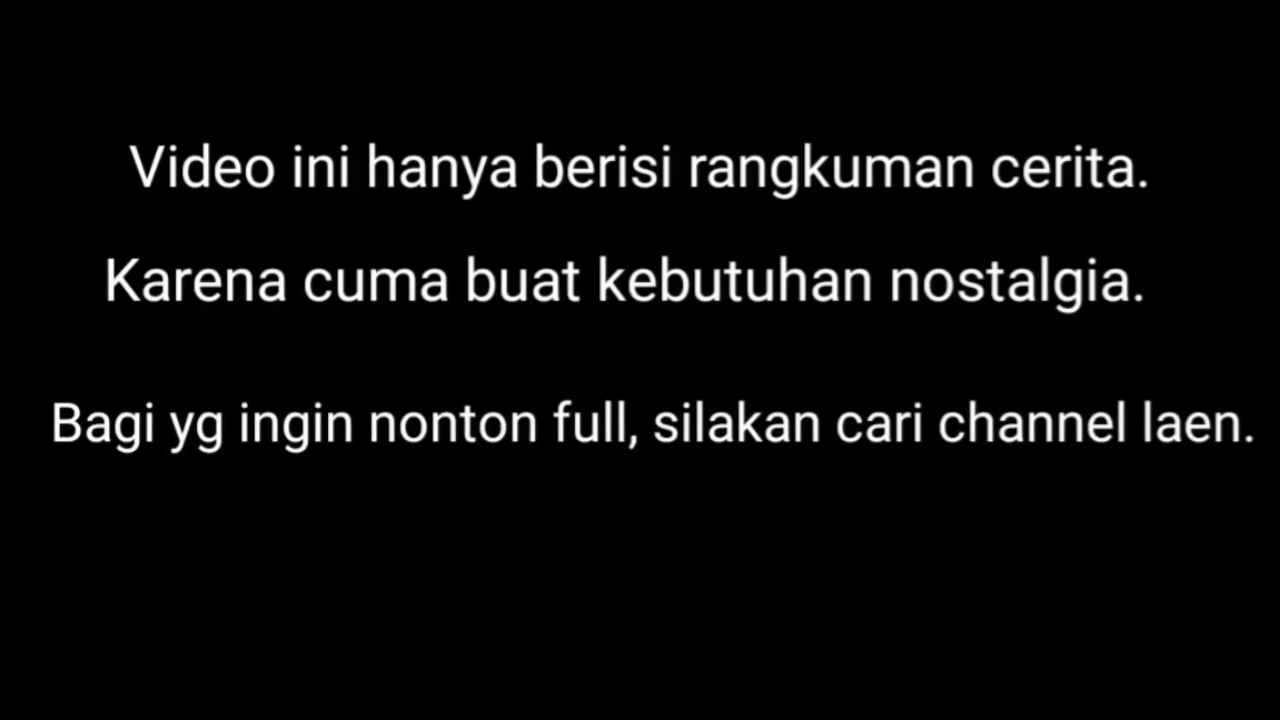 Video ini hanya berisi rangkuman cerita.
Karena cuma buat kebutuhan nostalgia.
Bagi yg ingin nonton full, silakan cari channel laen.